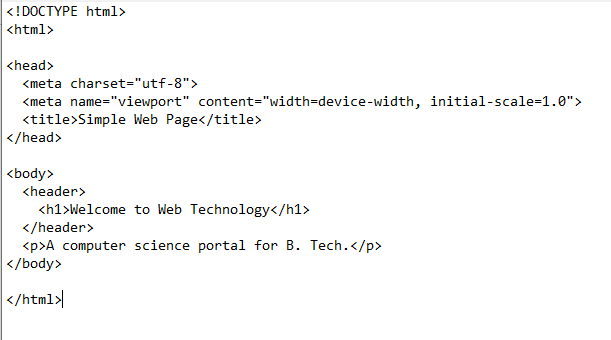 <!DOCTYPE html>
<html>
<head>
<meta charset="utf-8">
<meta name="viewport" content="width=device-width, initial-scale=1.0">
<title>Simple Web Page</title>
</head>
<body>
<header>
<h1>Welcome to Web Technology</h1>
</header>
<p>A computer science portal for B. Tech.</p>
</body>
</html>